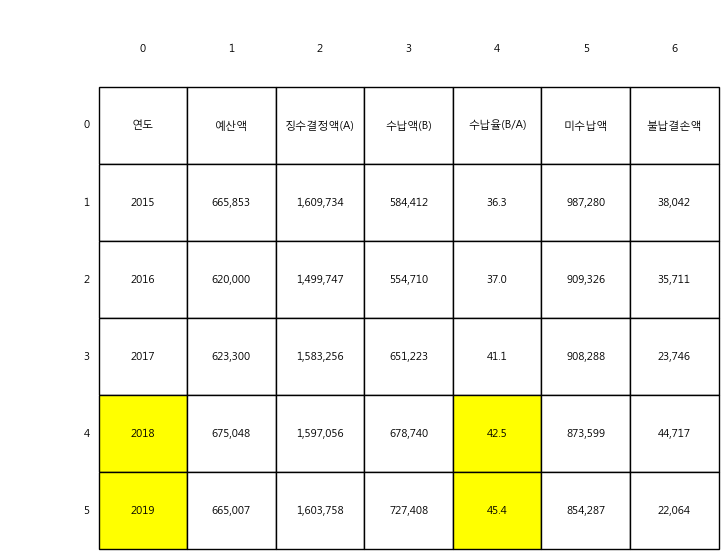 0 1 2 3 4 5 6
0 연도 예산액 징수결정액(A) 수납액(B) 수납율(B/A) 미수납액 불납결손액
1 2015 665,853 1,609,734 584,412 36.3 987,280 38,042
2 2016 620,000 1,499,747 554,710 37.0 909,326 35,711
3 2017 623,300 1,583,256 651,223 41.1 908,288 23,746
4 2018 675,048 1,597,056 678,740 42.5 873,599 44,717
5 2019 665,007 1,603,758 727,408 45.4 854,287 22,064